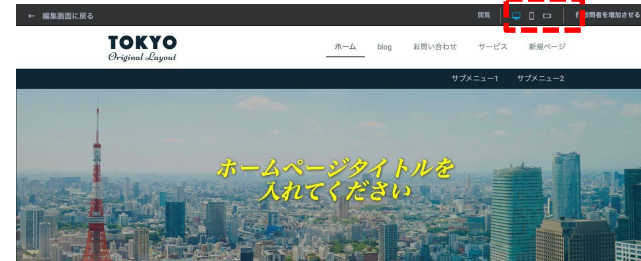 ← 編集画面に戻る
閲覧
訪問者を増加させる
TOKYO
Original Layout
ホーム
blog
お問い合わせ
サービス
新規ページ
サブメニュー1
サブメニュー2
ホームページタイトルを
入れてください